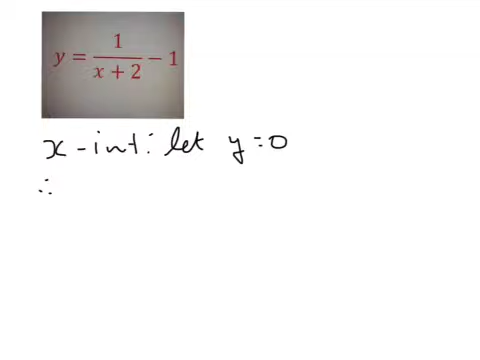 y = 1/(x + 2) − 1
x-int: let y=0
∴